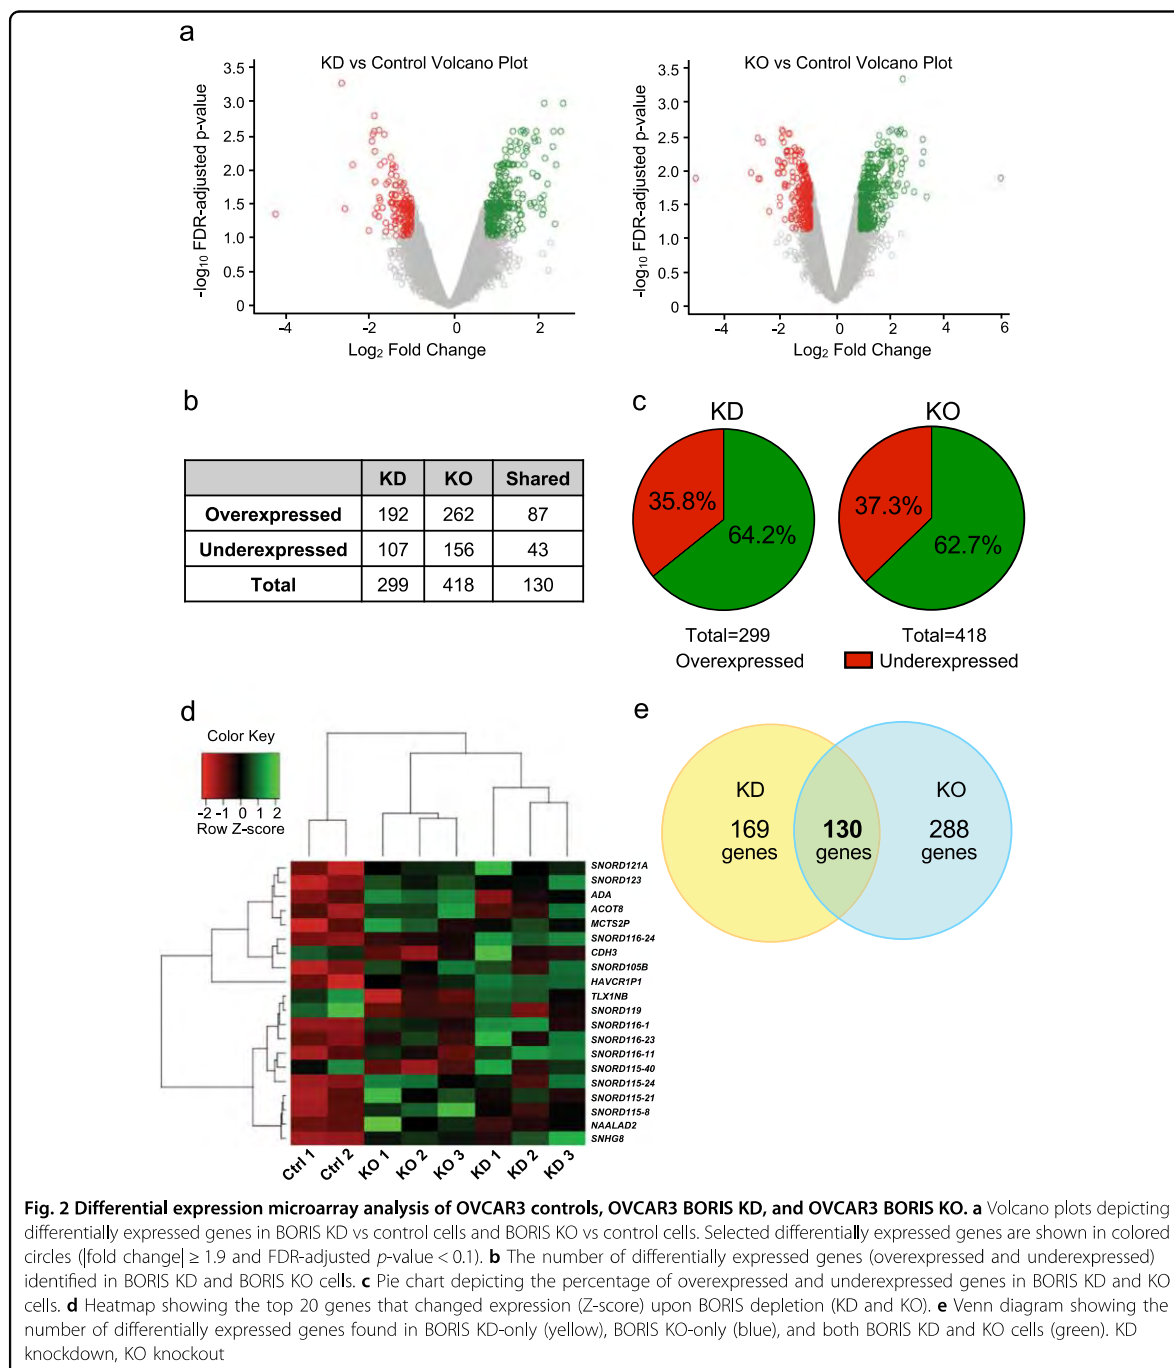 a
KD vs Control Volcano Plot
-log10 FDR-adjusted p-value
3.5
3.0
2.5
2.0
1.5
1.0
0.5
0
-4
-2
0
2
Log2 Fold Change
KO vs Control Volcano Plot
-log10 FDR-adjusted p-value
3.5
3.0
2.5
2.0
1.5
1.0
0.5
0
-4
-2
0
2
4
6
Log2 Fold Change
b
KD KO Shared
Overexpressed 192 262 87
Underexpressed 107 156 43
Total 299 418 130
c
KD
35.8%
64.2%
Total=299
KO
37.3%
62.7%
Total=418
Overexpressed
Underexpressed
d
Color Key
-2 -1 0 1 2
Row Z-score
SNORD121A
SNORD123
ADA
ACOT8
MCTS2P
SNORD116-24
CDH3
SNORD105B
HAVCR1P1
TLX1NB
SNORD119
SNORD116-1
SNORD116-23
SNORD116-11
SNORD115-40
SNORD115-24
SNORD115-21
SNORD115-8
NAALAD2
SNHG8
Ctrl 1 Ctrl 2 KO 1 KO 2 KO 3 KD 1 KD 2 KD 3
e
KD
169
genes
130
genes
KO
288
genes
Fig. 2 Differential expression microarray analysis of OVCAR3 controls, OVCAR3 BORIS KD, and OVCAR3 BORIS KO. a Volcano plots depicting
differentially expressed genes in BORIS KD vs control cells and BORIS KO vs control cells. Selected differentially expressed genes are shown in colored
circles (|fold change| ≥ 1.9 and FDR-adjusted p-value < 0.1). b The number of differentially expressed genes (overexpressed and underexpressed)
identified in BORIS KD and BORIS KO cells. c Pie chart depicting the percentage of overexpressed and underexpressed genes in BORIS KD and KO
cells. d Heatmap showing the top 20 genes that changed expression (Z-score) upon BORIS depletion (KD and KO). e Venn diagram showing the
number of differentially expressed genes found in BORIS KD-only (yellow), BORIS KO-only (blue), and both BORIS KD and KO cells (green). KD
knockdown, KO knockout